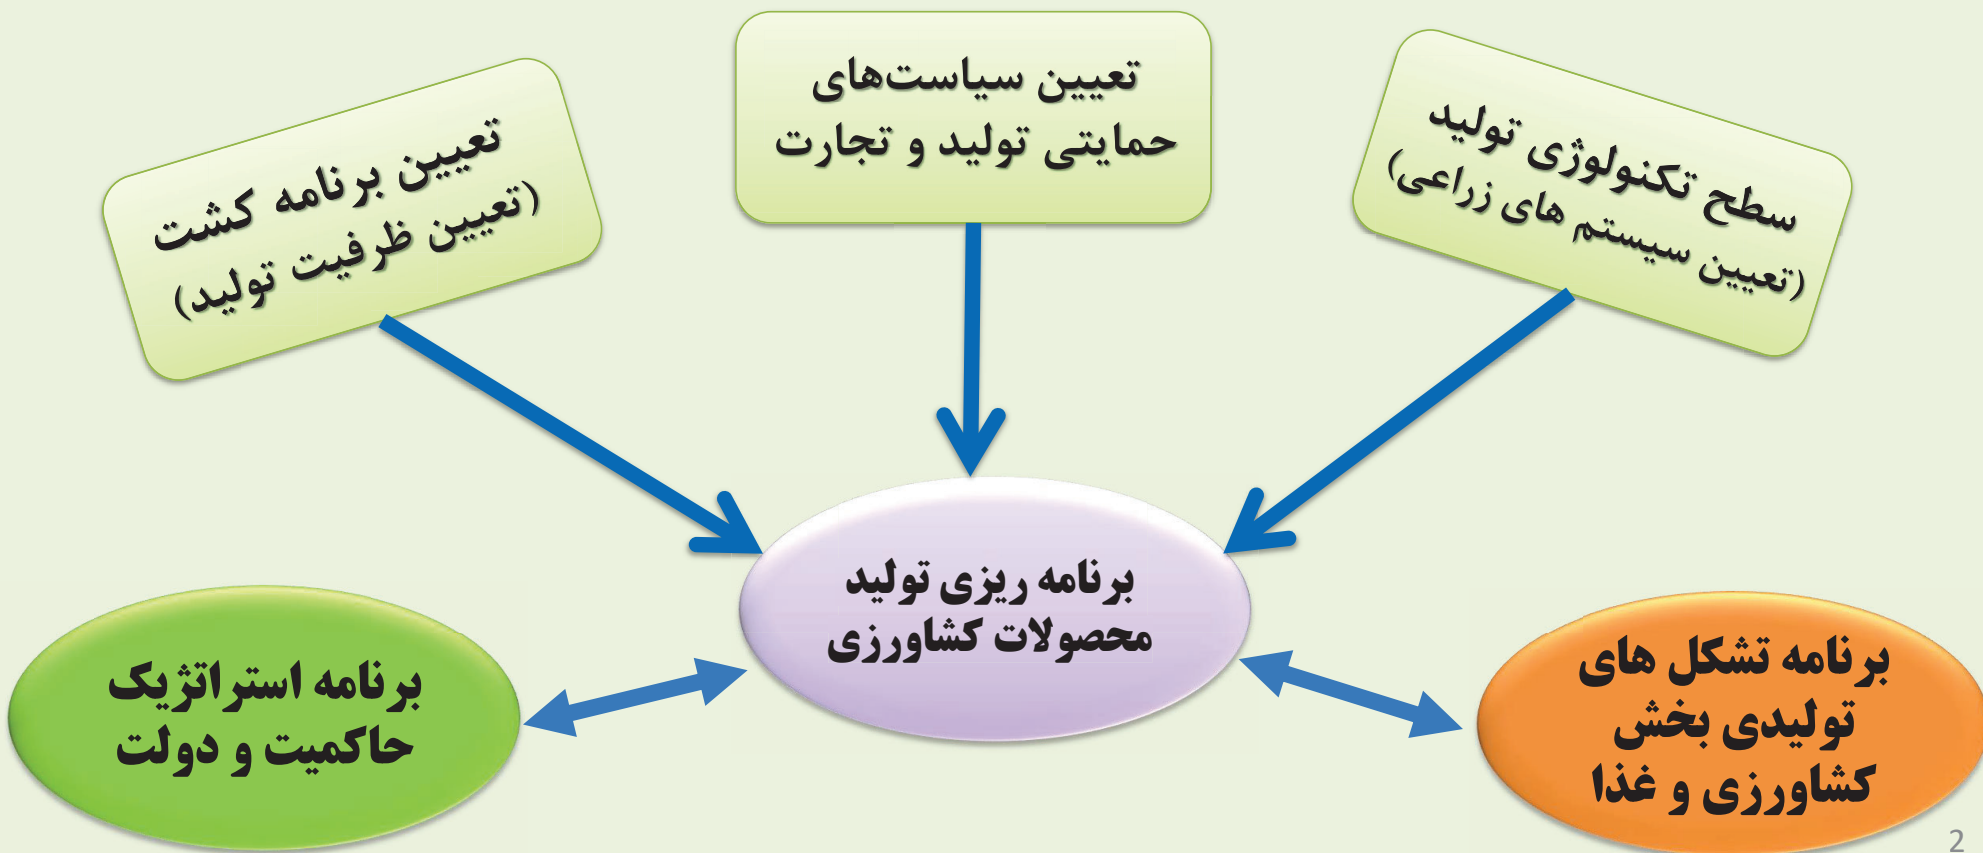 سطح تکنولوژی تولید
(تعیین سیستم های زراعی)
تعیین سیاست‌های
حمایتی تولید و تجارت
تعیین برنامه کشت
(تعیین ظرفیت تولید)
برنامه ریزی تولید
محصولات کشاورزی
برنامه تشکل های
تولیدی بخش
کشاورزی و غذا
برنامه استراتژیک
حاکمیت و دولت
2